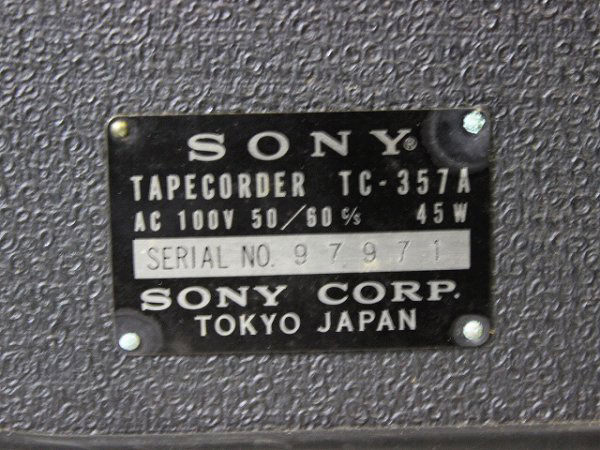 SONY®
TAPECORDER TC-357A
AC 100V 50/60 c/s 45W
SERIAL NO. 97971
SONY CORP.
TOKYO JAPAN